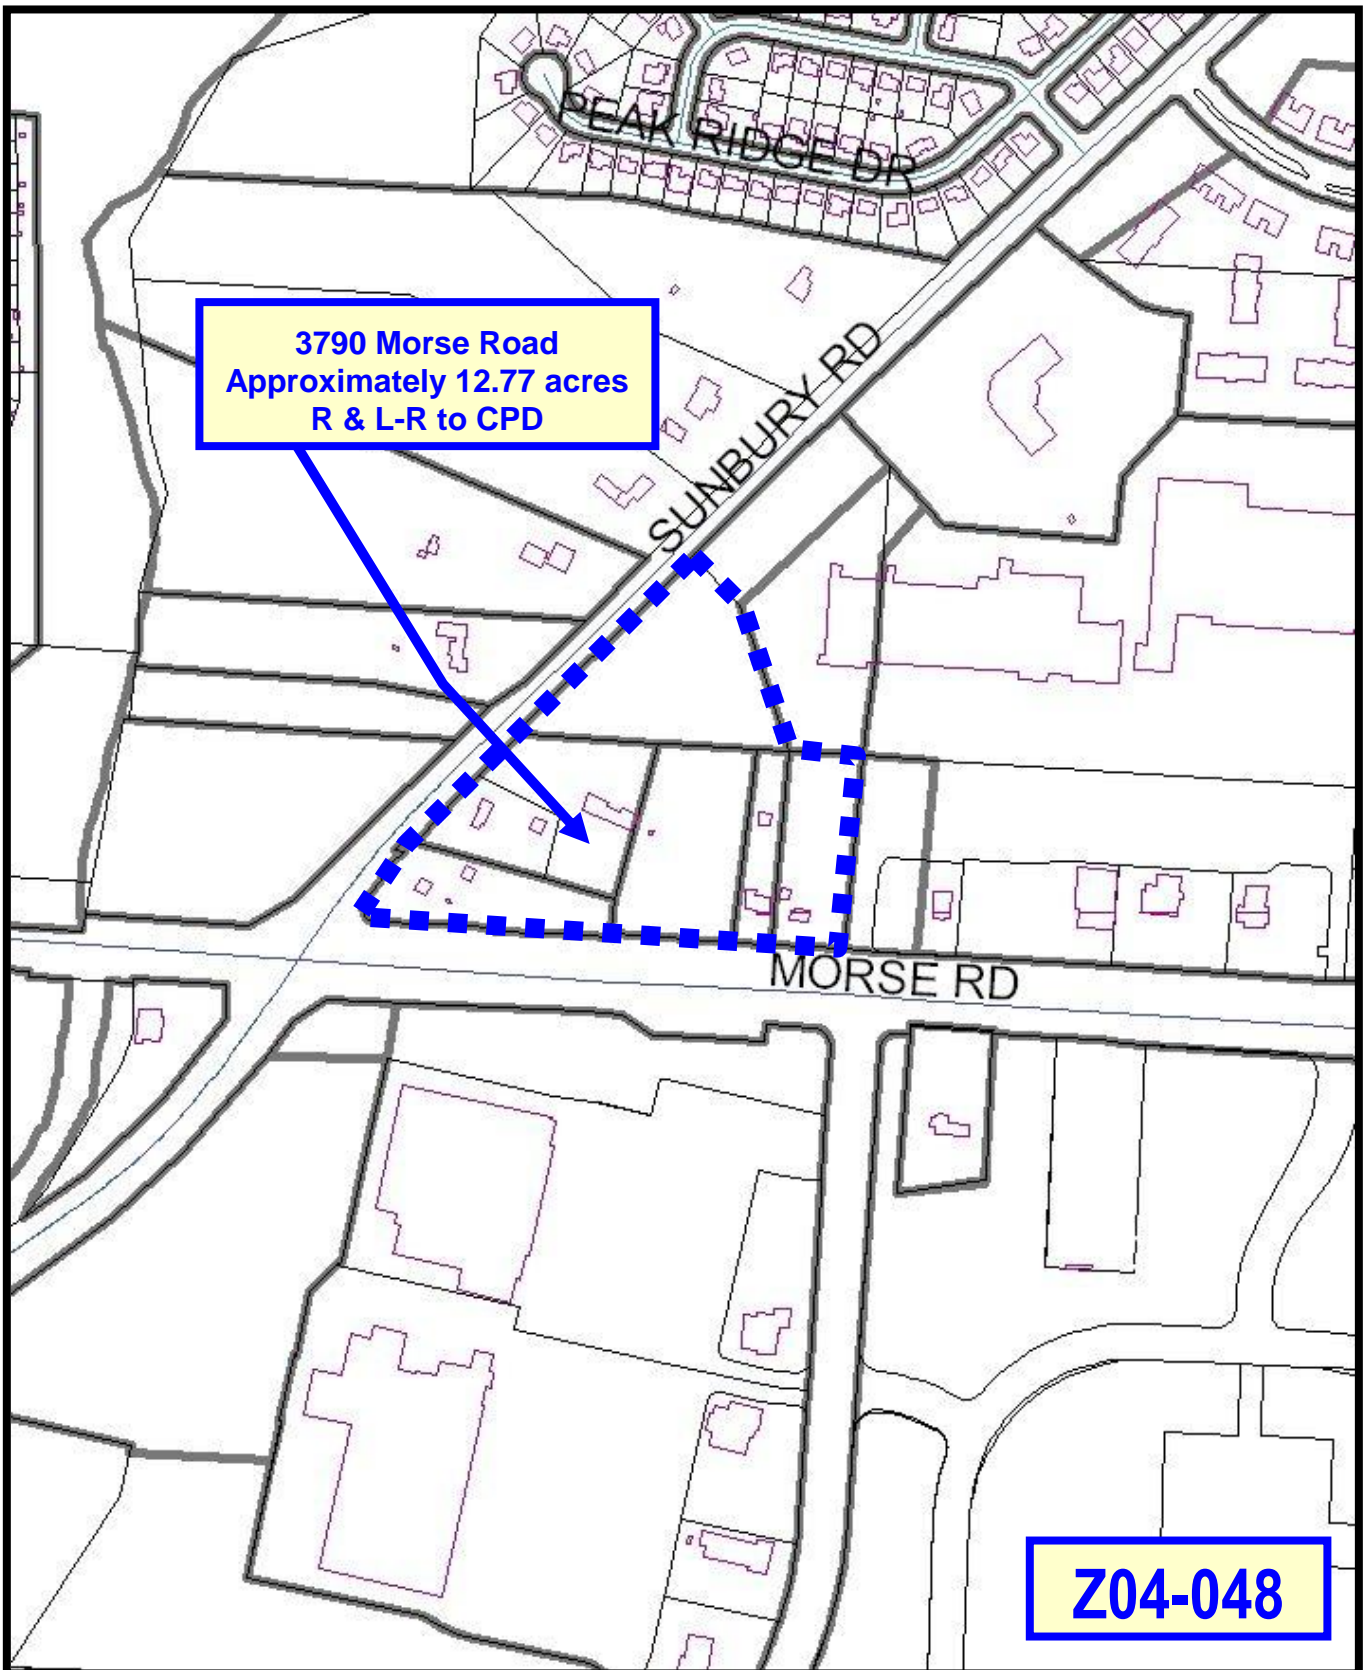 PEAK RIDGE DR
3790 Morse Road
Approximately 12.77 acres
R & L-R to CPD
SUNBURY RD
MORSE RD
Z04-048